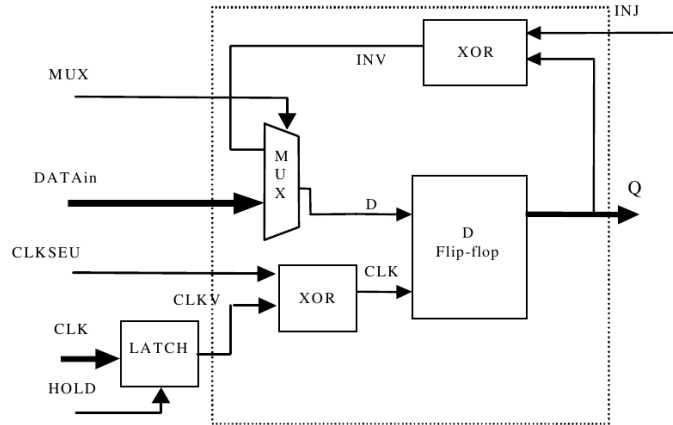 INJ
XOR
INV
MUX
M
U
X
DATAin
Q
D
D
Flip-flop
CLKSEU
CLK
XOR
CLKV
CLK
LATCH
HOLD